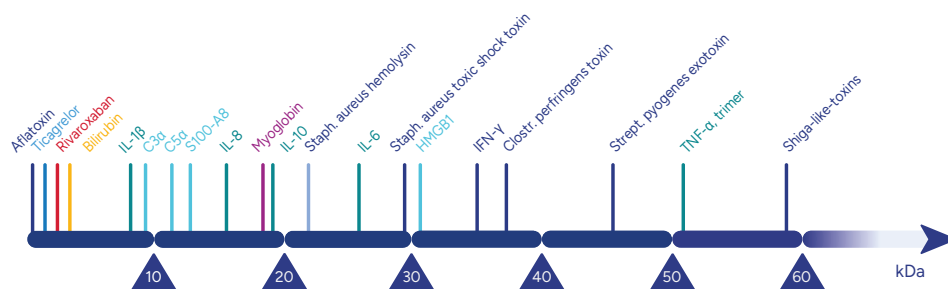 Aflatoxin
Ticagrelor
Rivaroxaban
Bilirubin
IL-1β
C3α
C5α
S100-A8
IL-8
Myoglobin
IL-10
Staph. aureus hemolysin
IL-6
Staph. aureus toxic shock toxin
HMGB1
IFN-γ
Clostr. perfringens toxin
Strept. pyogenes exotoxin
TNF-α, trimer
Shiga-like-toxins
10
20
30
40
50
60
kDa